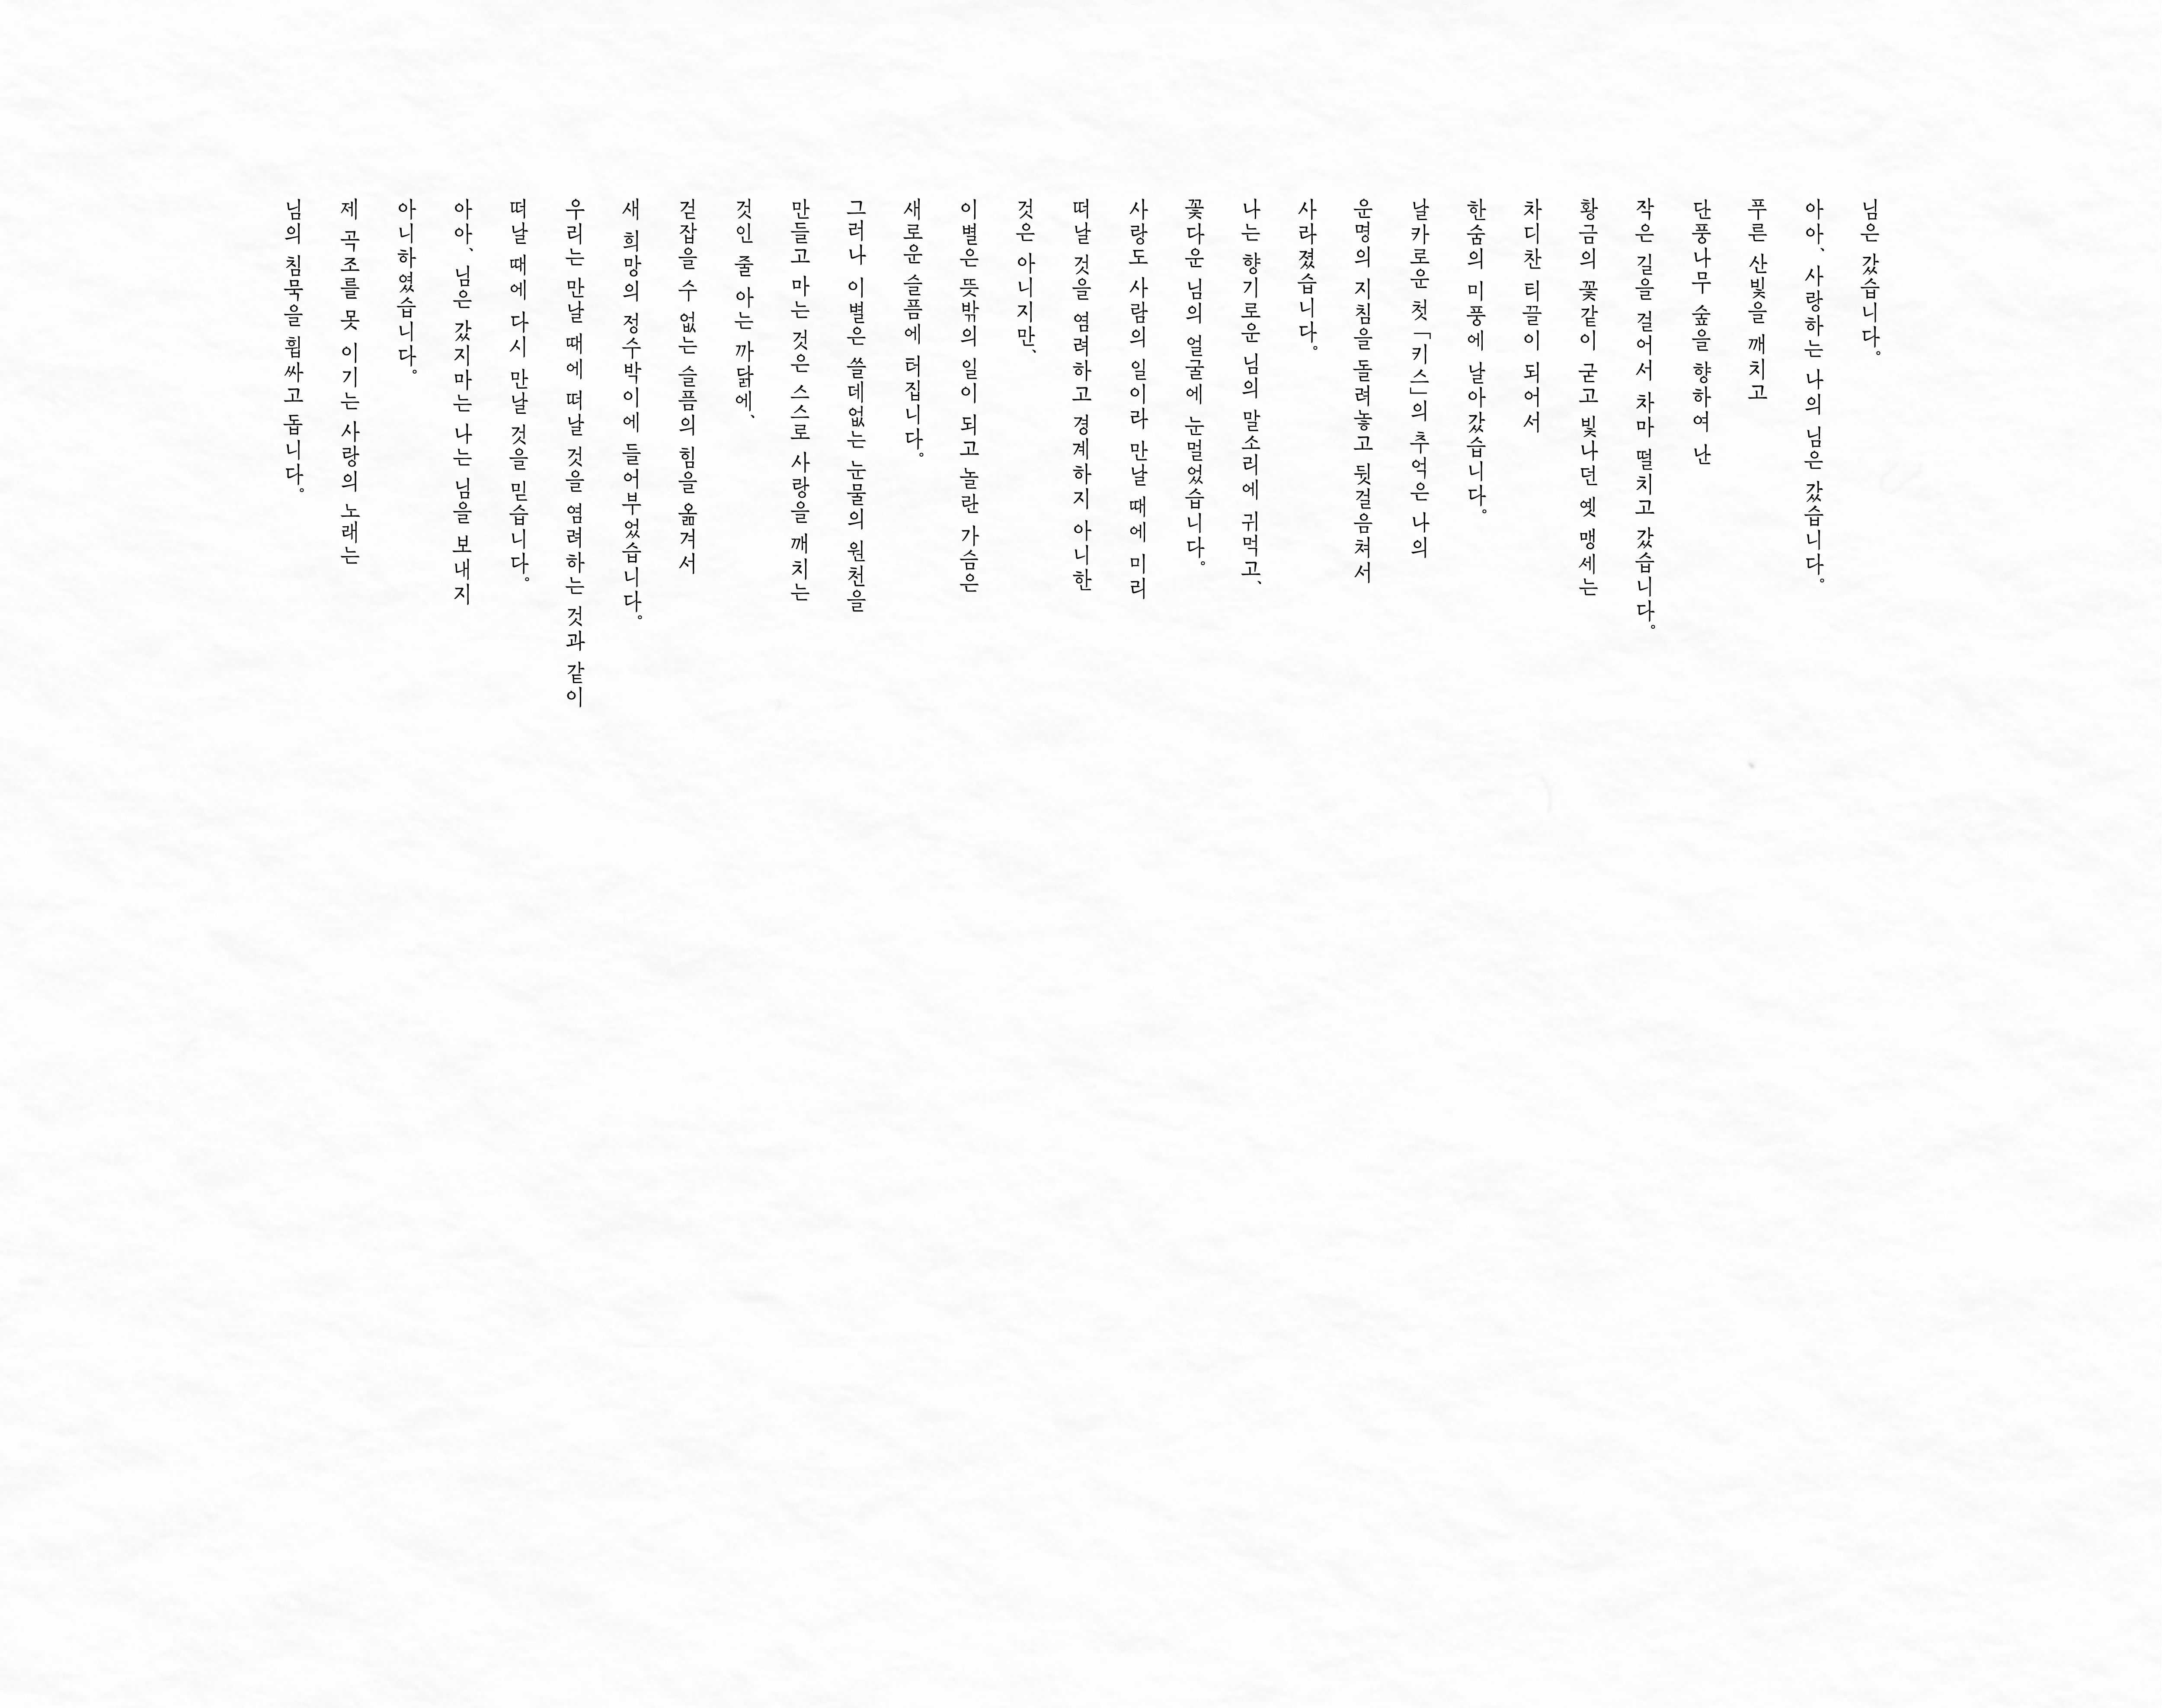 님은 갔습니다。
아아、 사랑하는 나의 님은 갔습니다。
푸른 산빛을 깨치고
단풍나무 숲을 향하여 난
작은 길을 걸어서 차마 떨치고 갔습니다。
황금의 꽃같이 굳고 빛나던 옛 맹세는
차디찬 티끌이 되어서
한숨의 미풍에 날아갔습니다。
날카로운 첫「키스」의 추억은 나의
운명의 지침을 돌려놓고 뒷걸음쳐서
사라졌습니다。
나는 향기로운 님의 말소리에 귀먹고、
꽃다운 님의 얼굴에 눈멀었습니다。
사랑도 사람의 일이라 만날 때에 미리
떠날 것을 염려하고 경계하지 아니한
것은 아니지만、
이별은 뜻밖의 일이 되고 놀란 가슴은
새로운 슬픔에 터집니다。
그러나 이별은 쓸데없는 눈물의 원천을
만들고 마는 것은 스스로 사랑을 깨치는
것인 줄 아는 까닭에、
걷잡을 수 없는 슬픔의 힘을 옮겨서
새 희망의 정수박이에 들어부었습니다。
우리는 만날 때에 떠날 것을 염려하는 것과 같이
떠날 때에 다시 만날 것을 믿습니다。
아아、 님은 갔지마는 나는 님을 보내지
아니하였습니다。
제 곡조를 못 이기는 사랑의 노래는
님의 침묵을 휩싸고 돕니다。